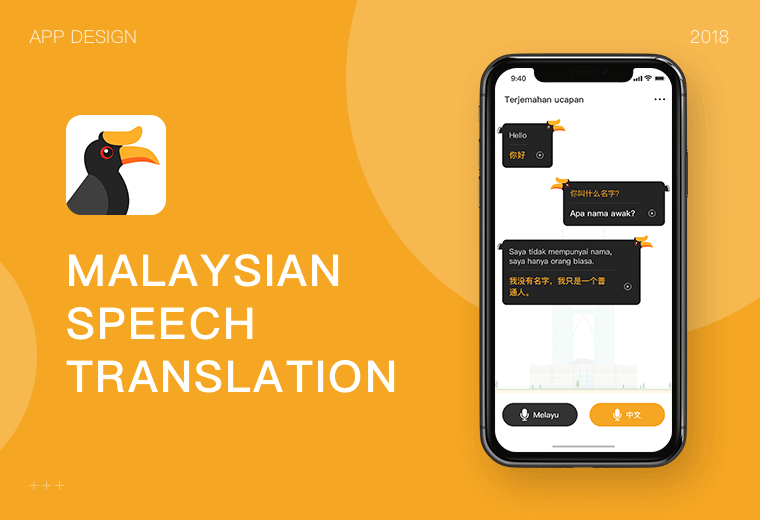 APP DESIGN
2018
MALAYSIAN
SPEECH
TRANSLATION
9:40
Terjemahan ucapan
Hello
你好
你叫什么名字?
Apa nama awak?
Saya tidak mempunyai nama,
saya hanya orang biasa.
我没有名字，我只是一个普
通人。
Melayu
中文
+++